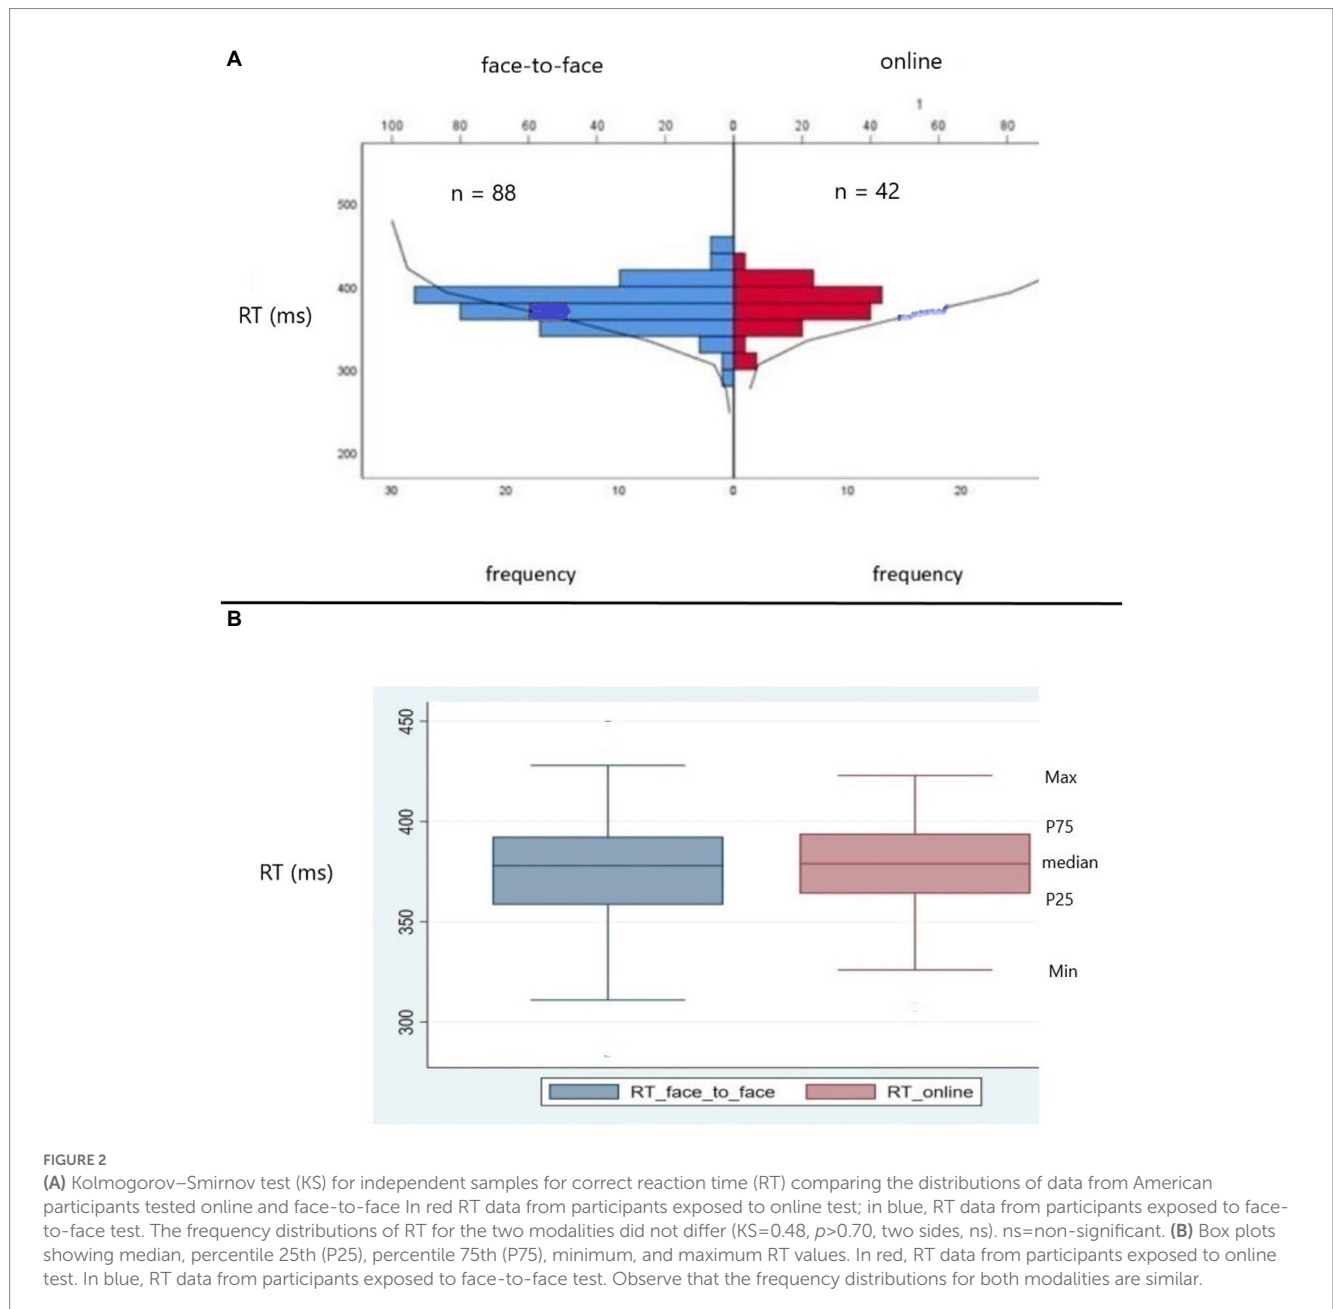 A
face-to-face online
1
100 80 60 40 20 0 20 40 60 80
n = 88 n = 42
500
400
RT (ms)
300
200
30 20 10 0 10 20
frequency frequency
B
450
Max
400
P75
RT (ms)
median
P25
350
Min
300
RT_face_to_face RT_online
FIGURE 2
(A) Kolmogorov–Smirnov test (KS) for independent samples for correct reaction time (RT) comparing the distributions of data from American
participants tested online and face-to-face In red RT data from participants exposed to online test; in blue, RT data from participants exposed to face-
to-face test. The frequency distributions of RT for the two modalities did not differ (KS=0.48, p>0.70, two sides, ns). ns=non-significant. (B) Box plots
showing median, percentile 25th (P25), percentile 75th (P75), minimum, and maximum RT values. In red, RT data from participants exposed to online
test. In blue, RT data from participants exposed to face-to-face test. Observe that the frequency distributions for both modalities are similar.